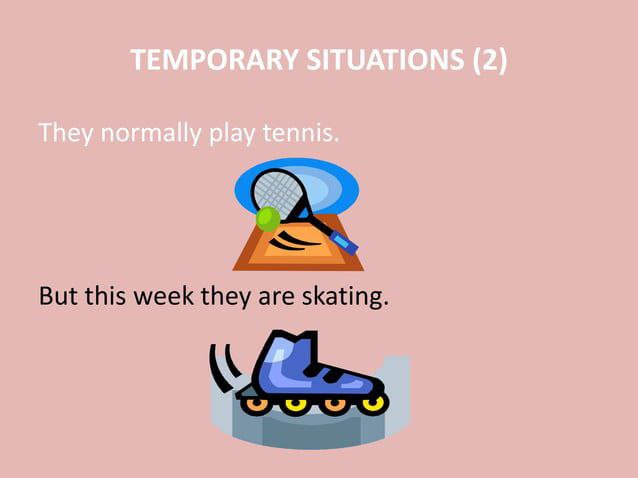 TEMPORARY SITUATIONS (2)
They normally play tennis.
But this week they are skating.